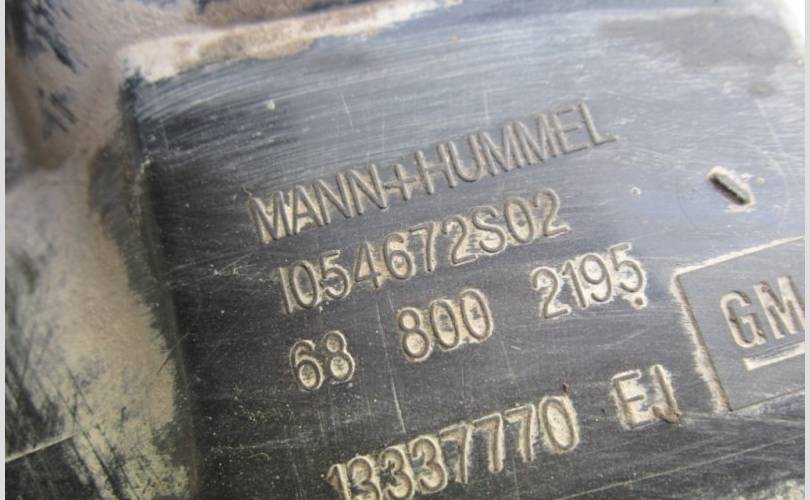 MANN+HUMMEL
1054672S02
68 800 2195
GM
13337770 EJ